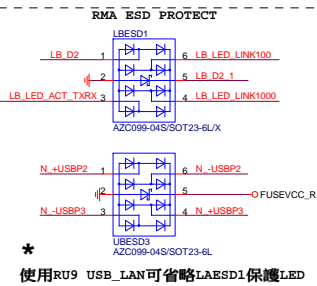 RMA ESD PROTECT
LBESD1
LB_D2 1 6 LB_LED_LINK100
2 5 LB_D2_1
LB_LED_ACT_TXRX 3 4 LB_LED_LINK1000
AZC099-04S/SOT23-6L/X
N_+USBP2 1 6 N_-USBP2
2 5 FUSEVCC_R
N_-USBP3 3 4 N_+USBP3
UBESD3
AZC099-04S/SOT23-6L
*
使用RU9 USB_LAN可省略LAESD1保護LED